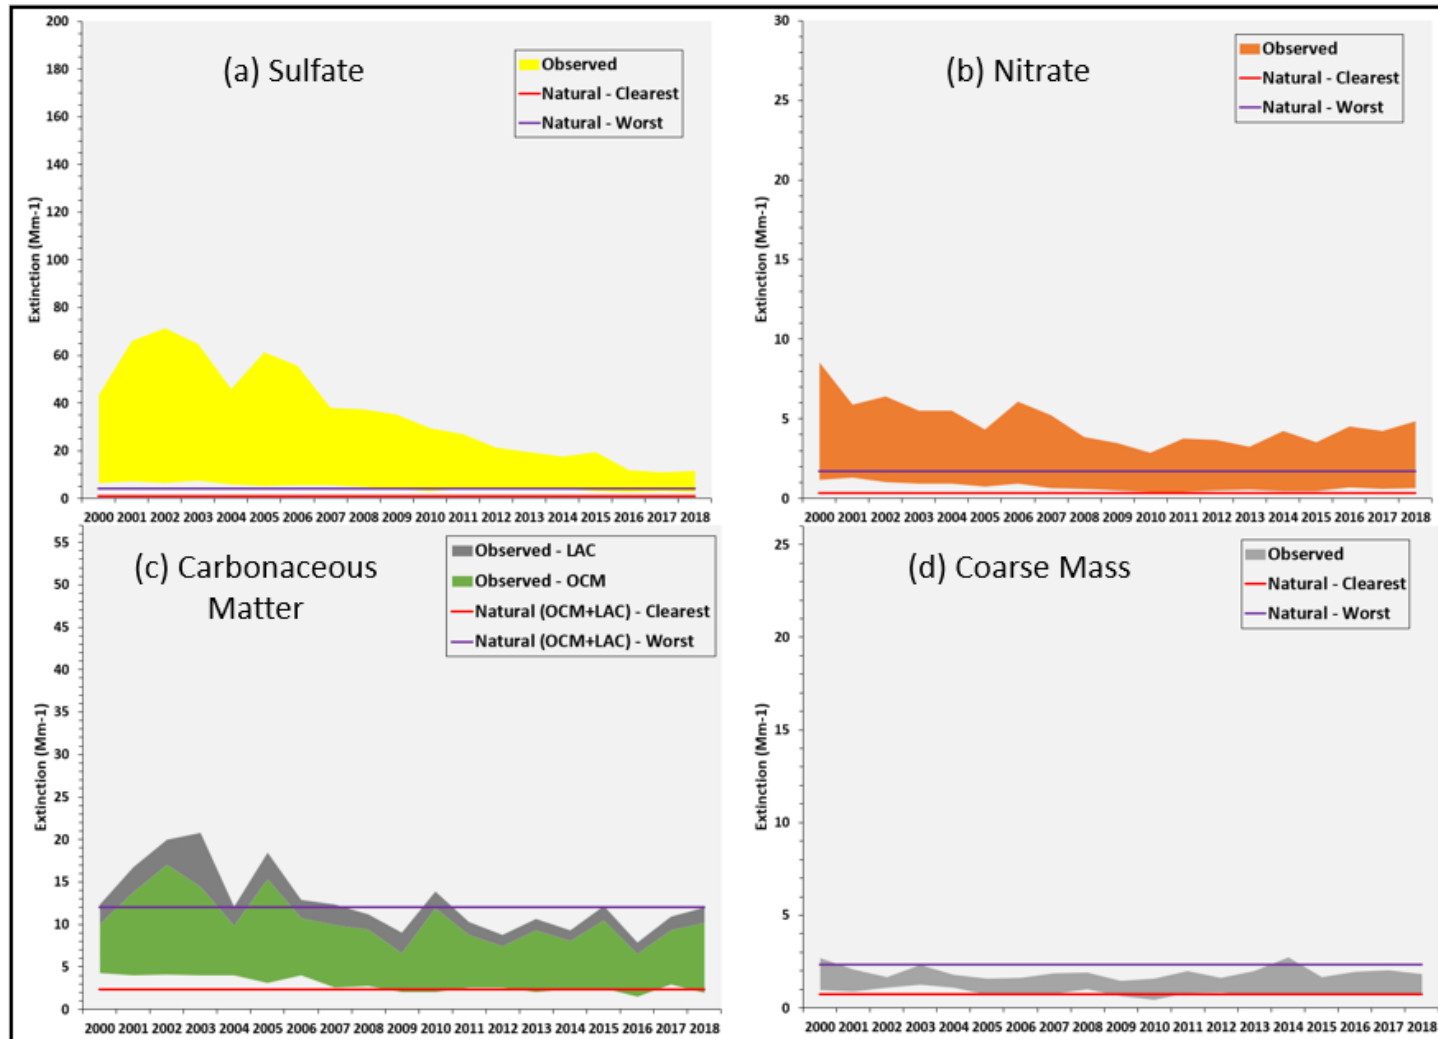 (a) Sulfate
Observed
Natural - Clearest
Natural - Worst
Extinction (Mm-1)
200
180
160
140
120
100
80
60
40
20
0
2000 2001 2002 2003 2004 2005 2006 2007 2008 2009 2010 2011 2012 2013 2014 2015 2016 2017 2018
(b) Nitrate
Observed
Natural - Clearest
Natural - Worst
Extinction (Mm-1)
30
25
20
15
10
5
0
2000 2001 2002 2003 2004 2005 2006 2007 2008 2009 2010 2011 2012 2013 2014 2015 2016 2017 2018
(c) Carbonaceous
Matter
Observed - LAC
Observed - OCM
Natural (OCM+LAC) - Clearest
Natural (OCM+LAC) - Worst
Extinction (Mm-1)
55
50
45
40
35
30
25
20
15
10
5
0
2000 2001 2002 2003 2004 2005 2006 2007 2008 2009 2010 2011 2012 2013 2014 2015 2016 2017 2018
(d) Coarse Mass
Observed
Natural - Clearest
Natural - Worst
Extinction (Mm-1)
25
20
15
10
5
0
2000 2001 2002 2003 2004 2005 2006 2007 2008 2009 2010 2011 2012 2013 2014 2015 2016 2017 2018